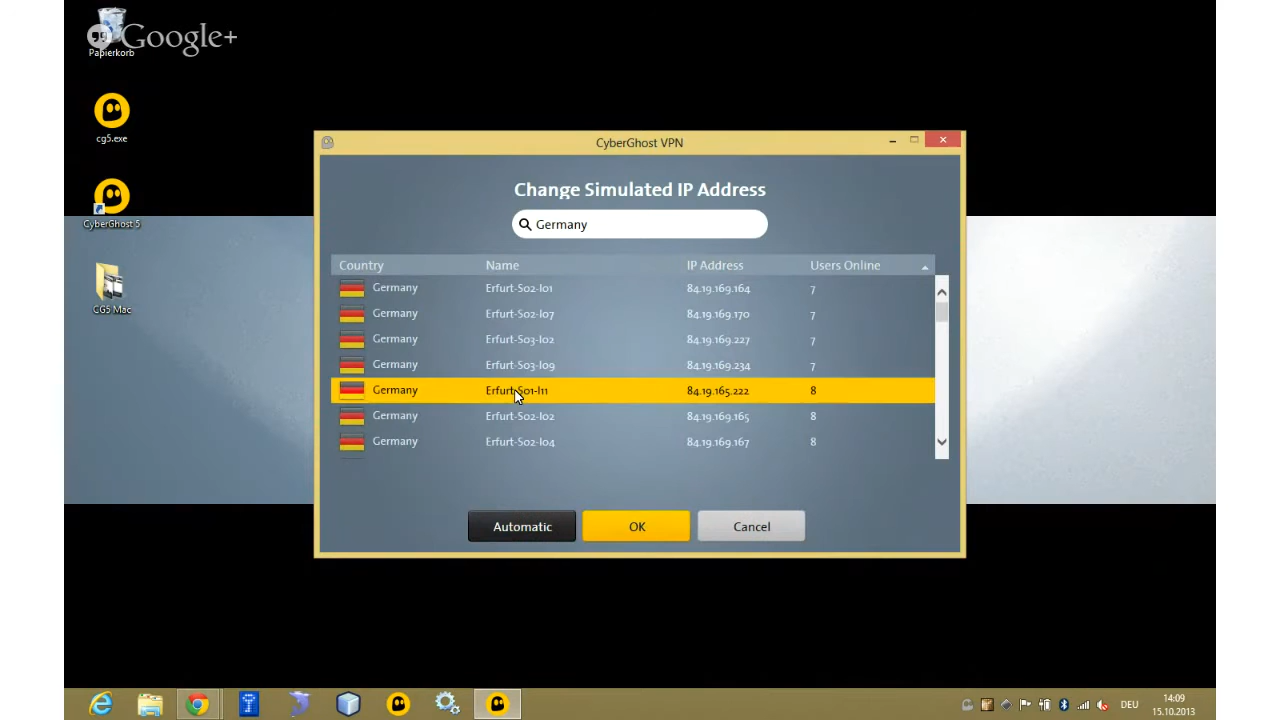 Google+
Papierkorb
cg5.exe
CyberGhost 5
CG5 Mac
CyberGhost VPN
Change Simulated IP Address
Germany
Country Name IP Address Users Online
Germany Erfurt-S02-I01 84.19.169.164 7
Germany Erfurt-S02-I07 84.19.169.170 7
Germany Erfurt-S03-I02 84.19.169.227 7
Germany Erfurt-S03-I09 84.19.169.234 7
Germany Erfurt-S01-I11 84.19.165.222 8
Germany Erfurt-S02-I02 84.19.169.165 8
Germany Erfurt-S02-I04 84.19.169.167 8
Automatic OK Cancel
DEU 14:09
15.10.2013